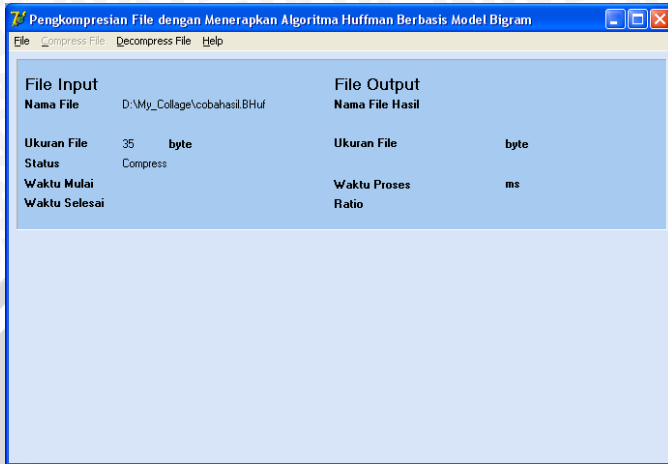 Pengkompresian File dengan Menerapkan Algoritma Huffman Berbasis Model Bigram
File Compress File Decompress File Help
File Input File Output
Nama File D:\My_Collage\cobahasil.BHuf Nama File Hasil
Ukuran File 35 byte Ukuran File byte
Status Compress
Waktu Mulai Waktu Proses ms
Waktu Selesai Ratio